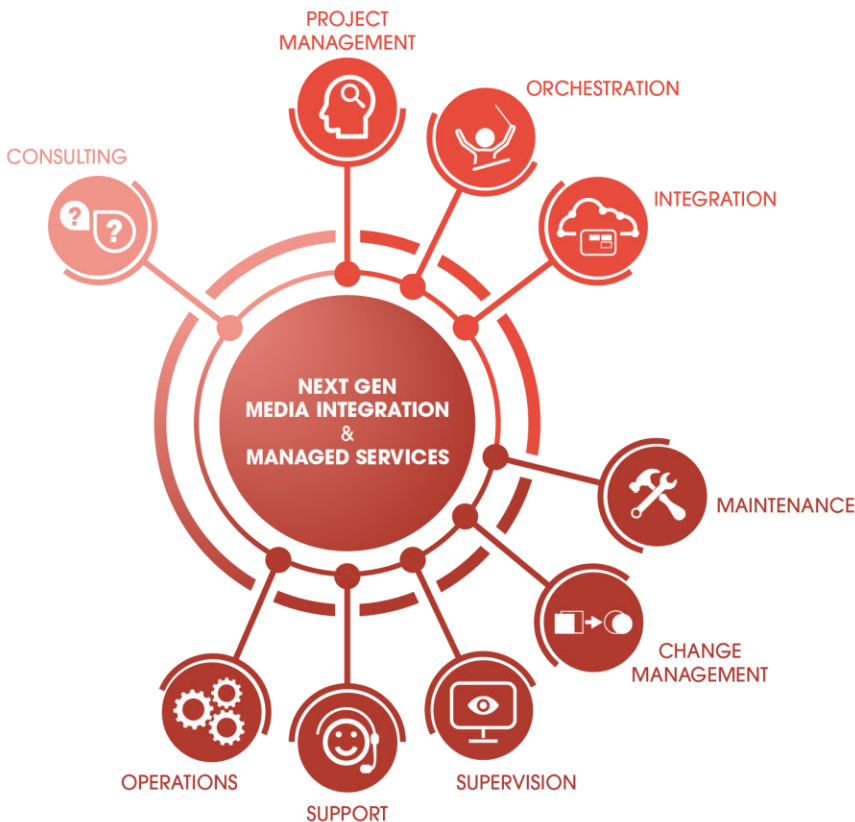 PROJECT
MANAGEMENT
ORCHESTRATION
CONSULTING
? ?
INTEGRATION
NEXT GEN
MEDIA INTEGRATION
&
MANAGED SERVICES
MAINTENANCE
CHANGE
MANAGEMENT
OPERATIONS
SUPERVISION
SUPPORT